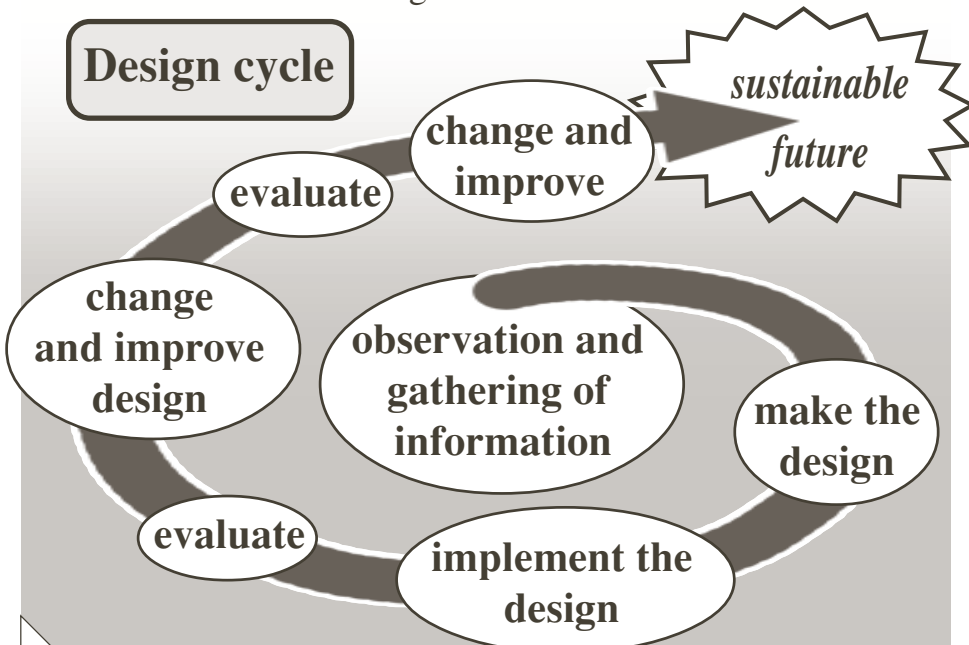 Design cycle
sustainable
future
change and
improve
evaluate
change
and improve
design
observation and
gathering of
information
make the
design
evaluate
implement the
design